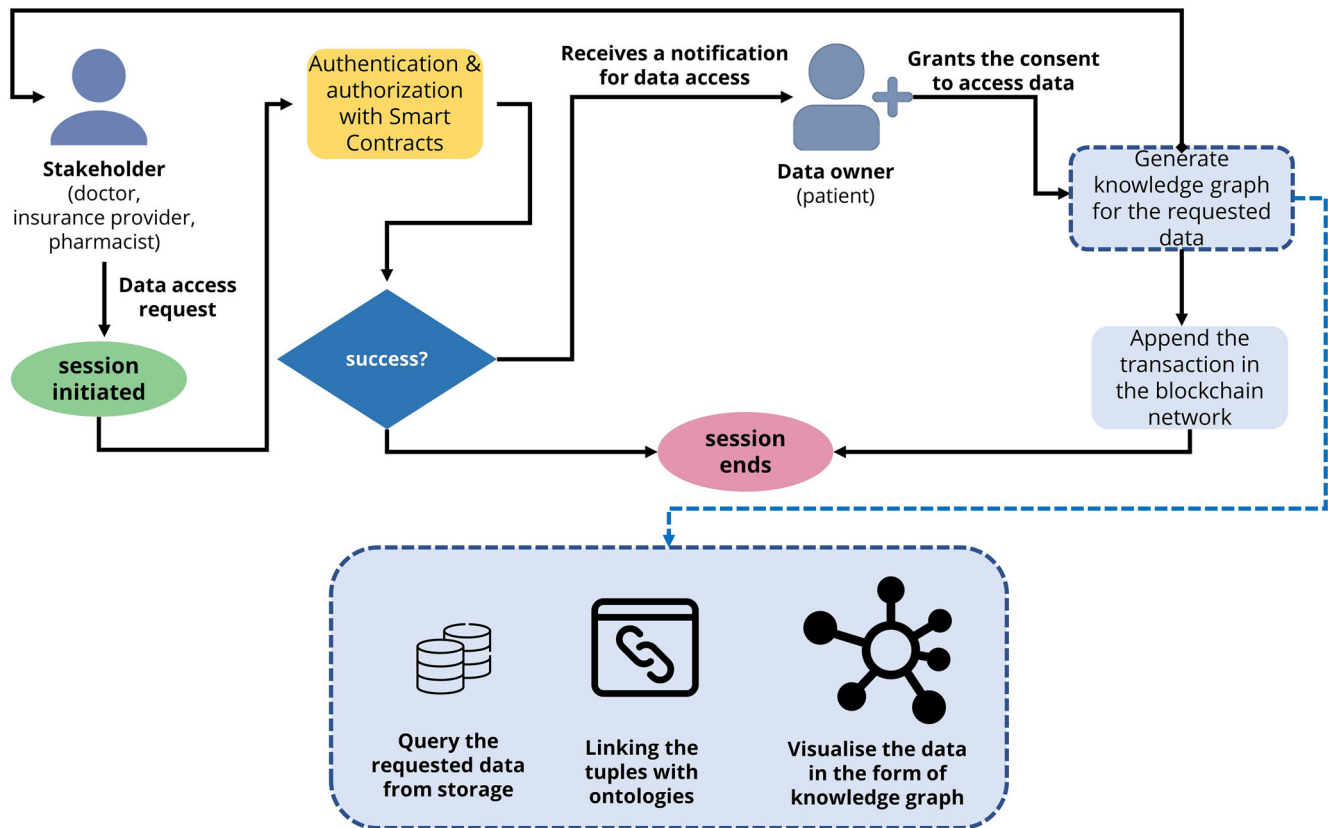 Stakeholder
(doctor,
insurance provider,
pharmacist)
Data access
request
session
initiated
Authentication &
authorization
with Smart
Contracts
success?
Receives a notification
for data access
Data owner
(patient)
Grants the consent
to access data
Generate
knowledge graph
for the requested
data
Append the
transaction in
the blockchain
network
session
ends
Query the
requested data
from storage
Linking the
tuples with
ontologies
Visualise the data
in the form of
knowledge graph